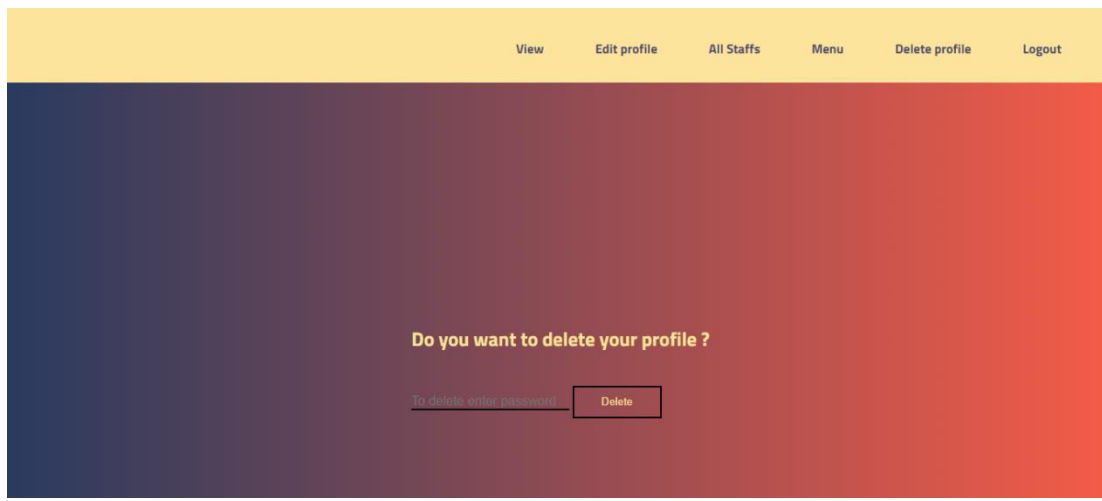 View Edit profile All Staffs Menu Delete profile Logout
Do you want to delete your profile ?
To delete enter password Delete